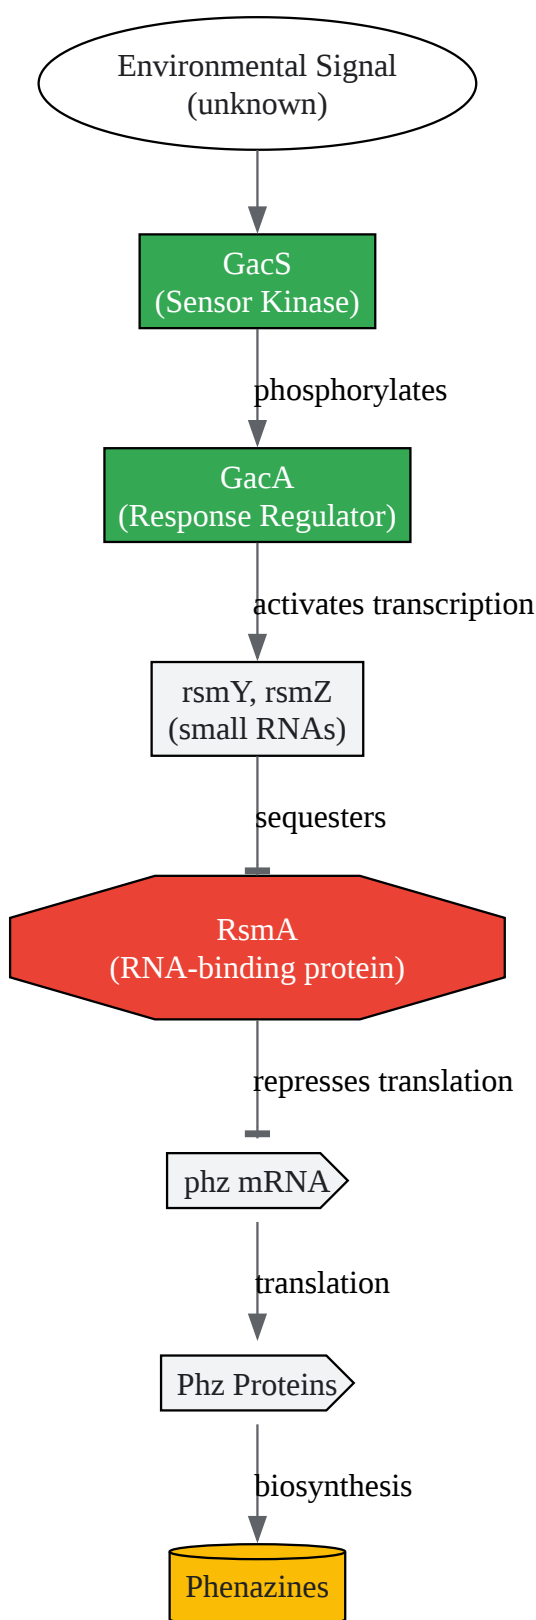 Environmental Signal
(unknown)
GacS
(Sensor Kinase)
phosphorylates
GacA
(Response Regulator)
activates transcription
rsmY, rsmZ
(small RNAs)
sequesters
RsmA
(RNA-binding protein)
represses translation
phz mRNA
translation
Phz Proteins
biosynthesis
Phenazines